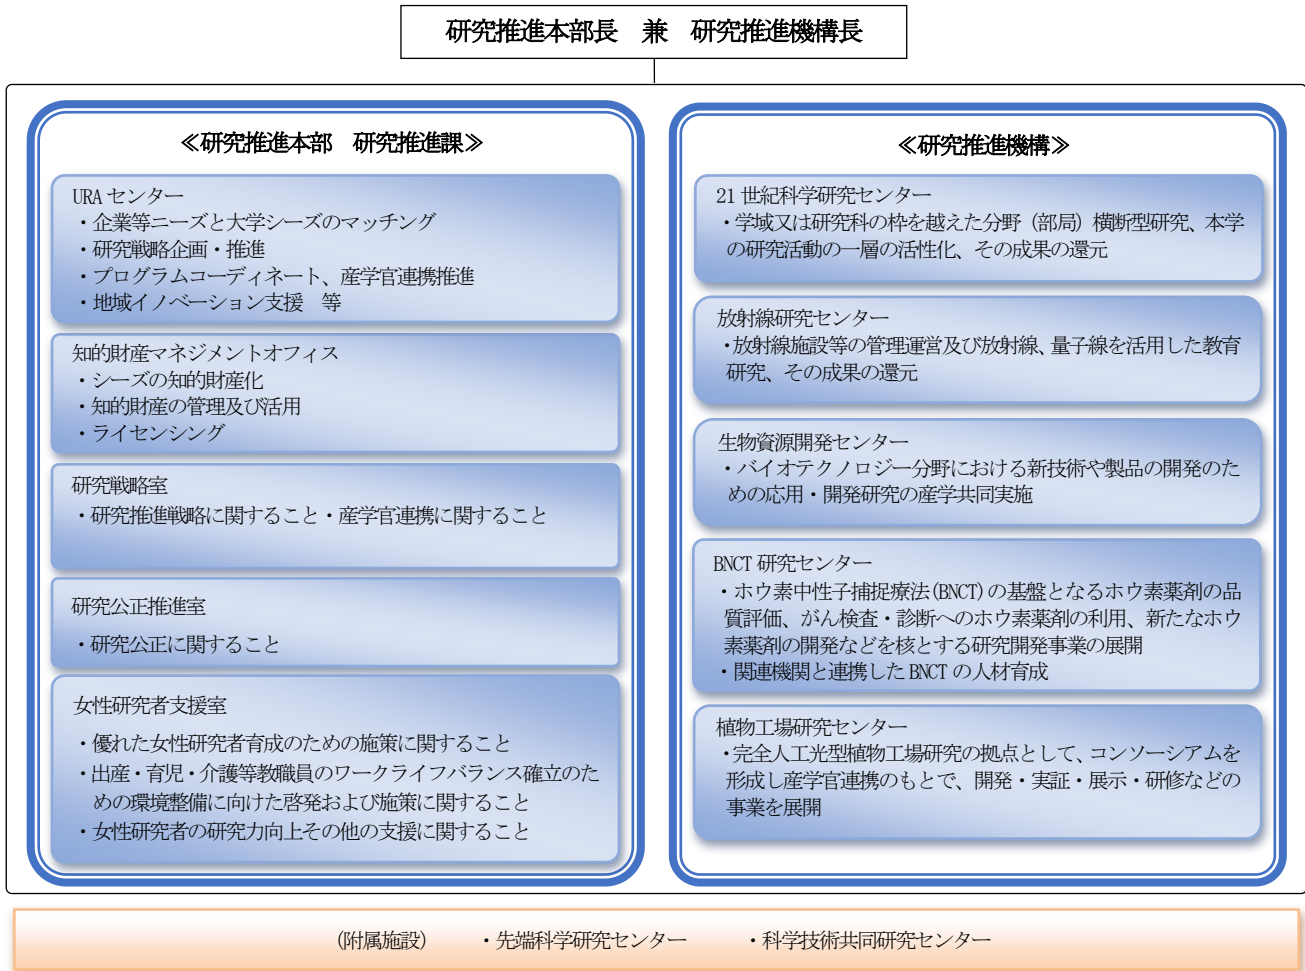 研究推進本部長　兼　研究推進機構長
≪研究推進本部　研究推進課≫
URA センター
・企業等ニーズと大学シーズのマッチング
・研究戦略企画・推進
・プログラムコーディネート、産学官連携推進
・地域イノベーション支援　等
知的財産マネジメントオフィス
・シーズの知的財産化
・知的財産の管理及び活用
・ライセンシング
研究戦略室
・研究推進戦略に関すること・産学官連携に関すること
研究公正推進室
・研究公正に関すること
女性研究者支援室
・優れた女性研究者育成のための施策に関すること
・出産・育児・介護等教職員のワークライフバランス確立のた
めの環境整備に向けた啓発および施策に関すること
・女性研究者の研究力向上その他の支援に関すること
≪研究推進機構≫
21 世紀科学研究センター
・学域又は研究科の枠を越えた分野（部局）横断型研究、本学
の研究活動の一層の活性化、その成果の還元
放射線研究センター
・放射線施設等の管理運営及び放射線、量子線を活用した教育
研究、その成果の還元
生物資源開発センター
・バイオテクノロジー分野における新技術や製品の開発のた
めの応用・開発研究の産学共同実施
BNCT 研究センター
・ホウ素中性子捕捉療法(BNCT)の基盤となるホウ素薬剤の品
質評価、がん検査・診断へのホウ素薬剤の利用、新たなホウ
素薬剤の開発などを核とする研究開発事業の展開
・関連機関と連携した BNCT の人材育成
植物工場研究センター
・完全人工光型植物工場研究の拠点として、コンソーシアムを
形成し産学官連携のもとで、開発・実証・展示・研修などの
事業を展開
(附属施設)　　・先端科学研究センター　　・科学技術共同研究センター